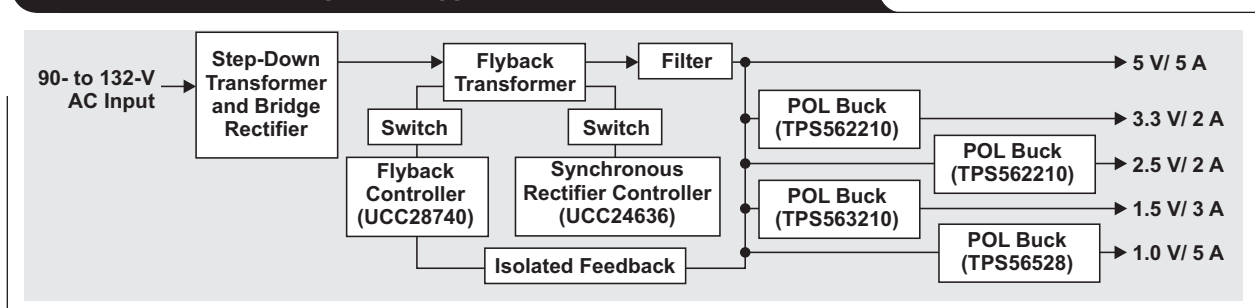 90- to 132-V
AC Input
Step-Down
Transformer
and Bridge
Rectifier
Flyback
Transformer
Filter
Switch
Switch
Flyback
Controller
(UCC28740)
Synchronous
Rectifier Controller
(UCC24636)
Isolated Feedback
5 V/ 5 A
POL Buck
(TPS562210)
3.3 V/ 2 A
POL Buck
(TPS562210)
2.5 V/ 2 A
POL Buck
(TPS563210)
1.5 V/ 3 A
POL Buck
(TPS56528)
1.0 V/ 5 A